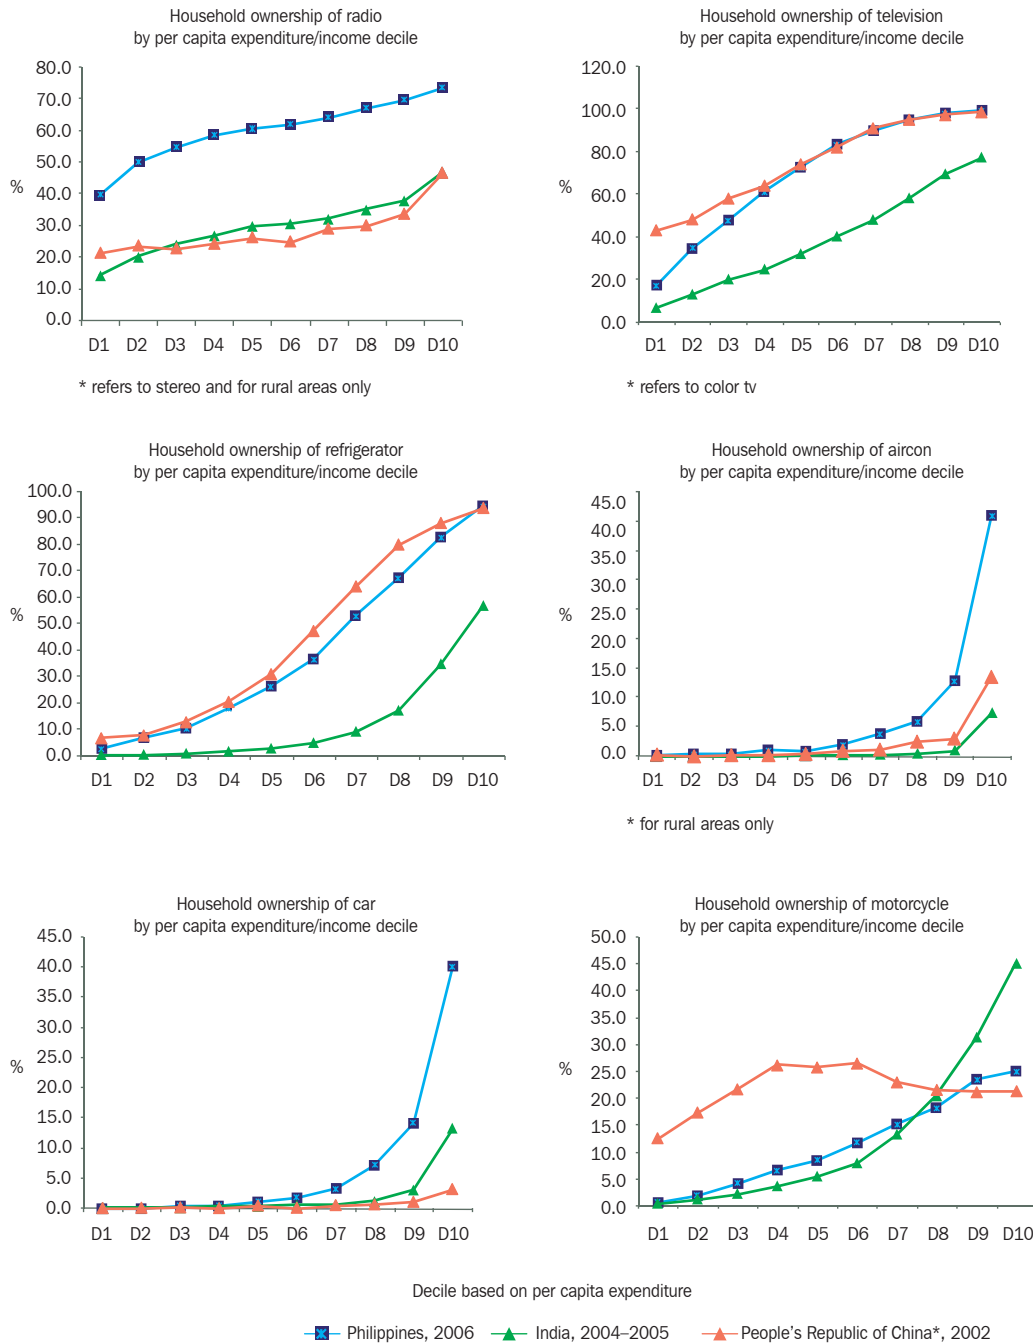 Household ownership of radio
by per capita expenditure/income decile
80.0
70.0
60.0
50.0
%
40.0
30.0
20.0
10.0
0.0
D1 D2 D3 D4 D5 D6 D7 D8 D9 D10
* refers to stereo and for rural areas only
Household ownership of television
by per capita expenditure/income decile
120.0
100.0
80.0
%
60.0
40.0
20.0
0.0
D1 D2 D3 D4 D5 D6 D7 D8 D9 D10
* refers to color tv
Household ownership of refrigerator
by per capita expenditure/income decile
100.0
90.0
80.0
70.0
60.0
%
50.0
40.0
30.0
20.0
10.0
0.0
D1 D2 D3 D4 D5 D6 D7 D8 D9 D10
Household ownership of aircon
by per capita expenditure/income decile
45.0
40.0
35.0
30.0
25.0
%
20.0
15.0
10.0
5.0
0.0
D1 D2 D3 D4 D5 D6 D7 D8 D9 D10
* for rural areas only
Household ownership of car
by per capita expenditure/income decile
45.0
40.0
35.0
30.0
25.0
%
20.0
15.0
10.0
5.0
0.0
D1 D2 D3 D4 D5 D6 D7 D8 D9 D10
Household ownership of motorcycle
by per capita expenditure/income decile
50.0
45.0
40.0
35.0
30.0
%
25.0
20.0
15.0
10.0
5.0
0.0
D1 D2 D3 D4 D5 D6 D7 D8 D9 D10
Decile based on per capita expenditure
Philippines, 2006 India, 2004–2005 People's Republic of China*, 2002